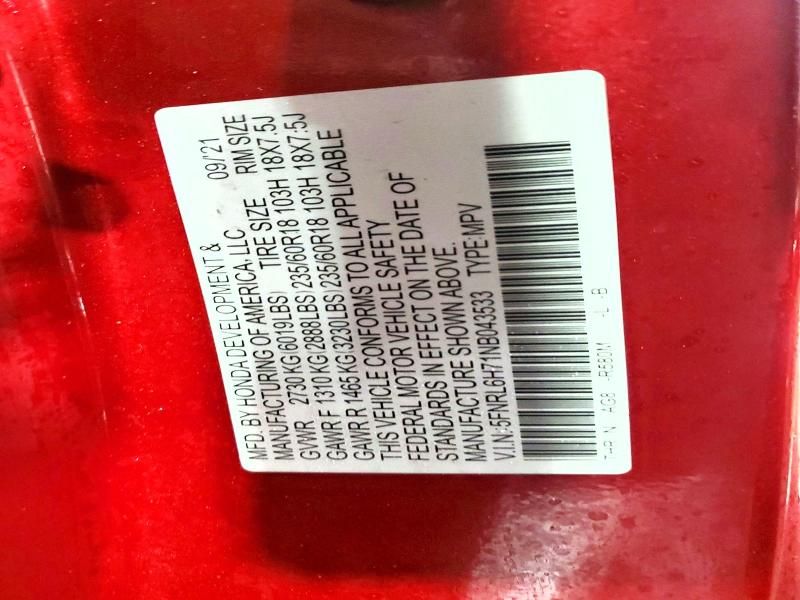 MFD. BY HONDA DEVELOPMENT & 09/'21
MANUFACTURING OF AMERICA, LLC
TIRE SIZE RIM SIZE
GVWR 2730 KG (6019LBS)
GAWR F 1310 KG (2888LBS) 235/60R18 103H 18X7.5J
GAWR R 1465 KG 3230LBS 235/60R18 103H 18X7.5J
THIS VEHICLE CONFORMS TO ALL APPLICABLE
FEDERAL MOTOR VEHICLE SAFETY
STANDARDS IN EFFECT ON THE DATE OF
MANUFACTURE SHOWN ABOVE.
V.I.N:5FNRL6H71NB043533 TYPE:MPV
THR N AG8 -R580M -L -B